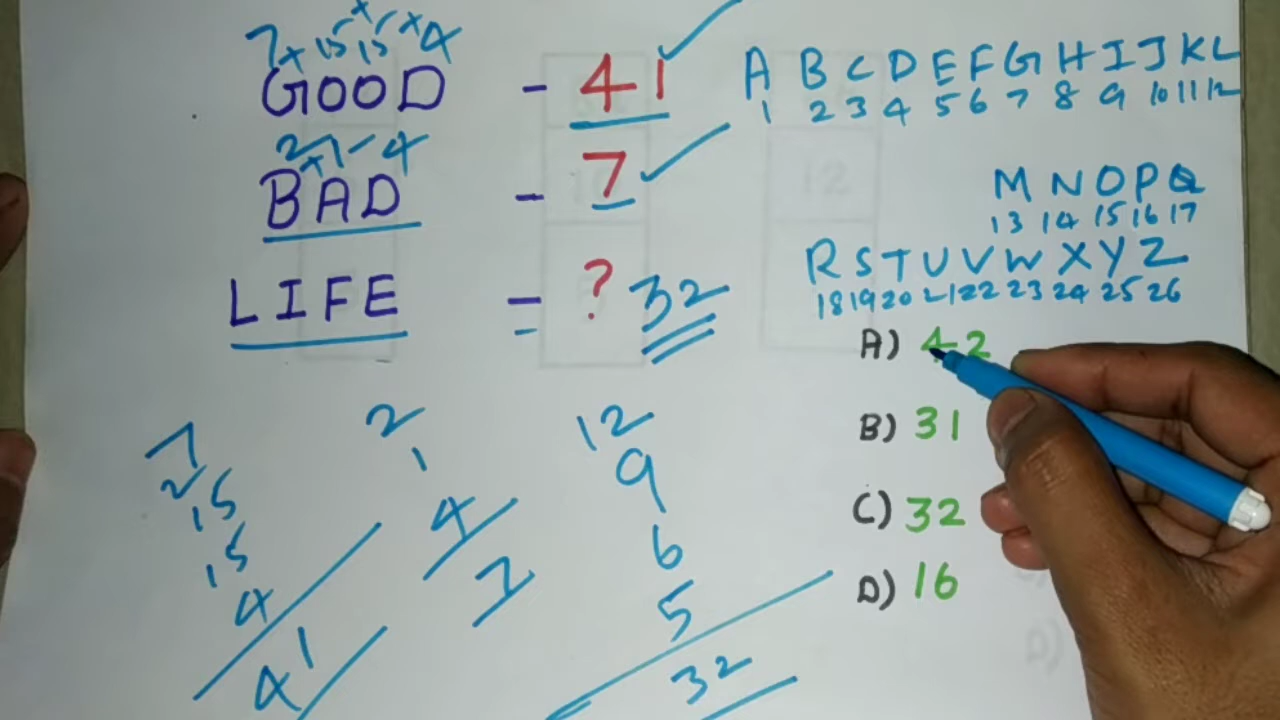 7 + 15 + 15 + 4
GOOD - 41
2 + 1 - 4
BAD - 7
LIFE = ? 32
A B C D E F G H I J K L
1 2 3 4 5 6 7 8 9 10 11 12
M N O P Q
13 14 15 16 17
R S T U V W X Y Z
18 19 20 21 22 23 24 25 26
A) 42
B) 31
C) 32
D) 16
7
15
15
4
41
2
1
4
7
12
9
6
5
32